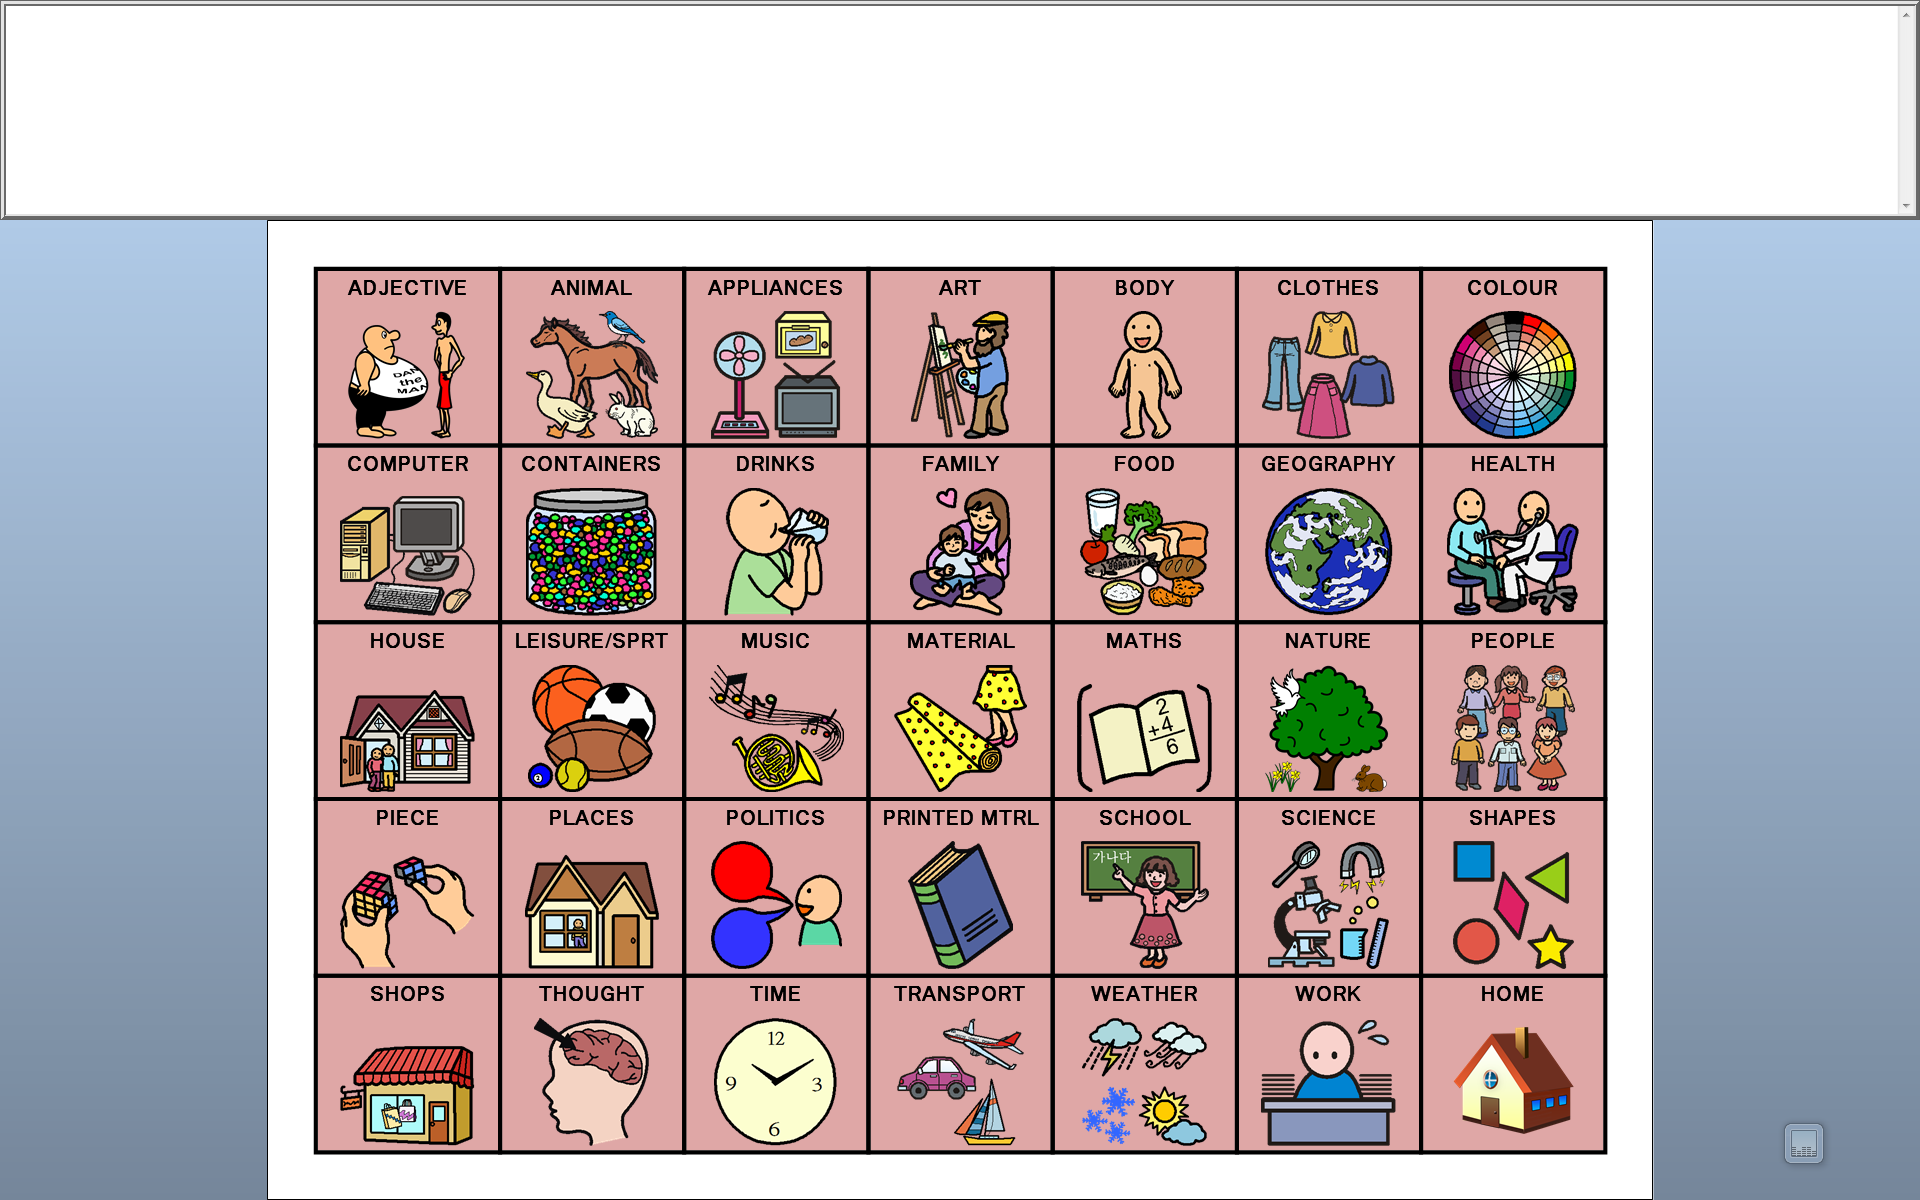 ADJECTIVE
ANIMAL
APPLIANCES
ART
BODY
CLOTHES
COLOUR
DAN
the
MAN
COMPUTER
CONTAINERS
DRINKS
FAMILY
FOOD
GEOGRAPHY
HEALTH
HOUSE
LEISURE/SPRT
MUSIC
MATERIAL
MATHS
NATURE
PEOPLE
2
+4
6
2
PIECE
PLACES
POLITICS
PRINTED MTRL
SCHOOL
SCIENCE
SHAPES
가나다
SHOPS
THOUGHT
TIME
TRANSPORT
WEATHER
WORK
HOME
12
9 3
6